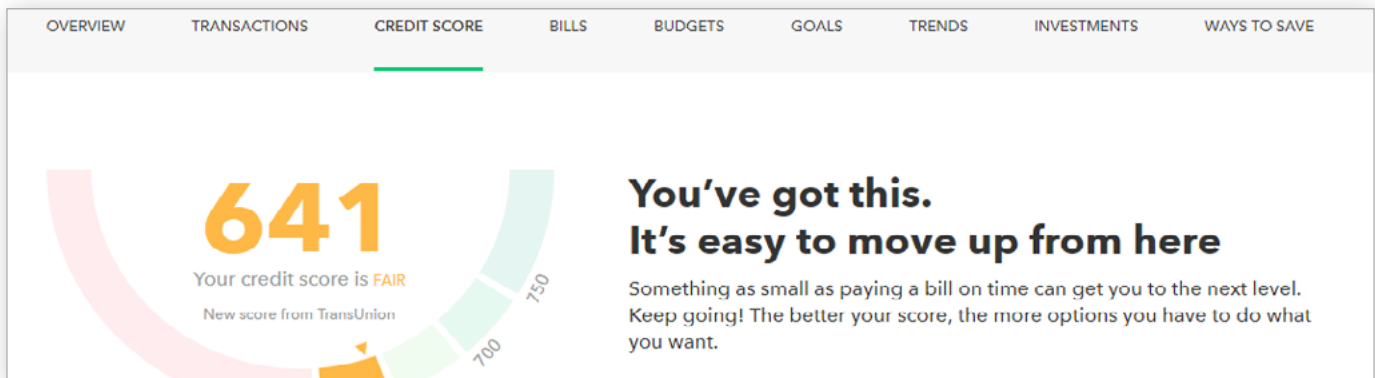 OVERVIEW TRANSACTIONS CREDIT SCORE BILLS BUDGETS GOALS TRENDS INVESTMENTS WAYS TO SAVE
641
Your credit score is FAIR
New score from TransUnion
700
750
You've got this.
It's easy to move up from here
Something as small as paying a bill on time can get you to the next level.
Keep going! The better your score, the more options you have to do what
you want.